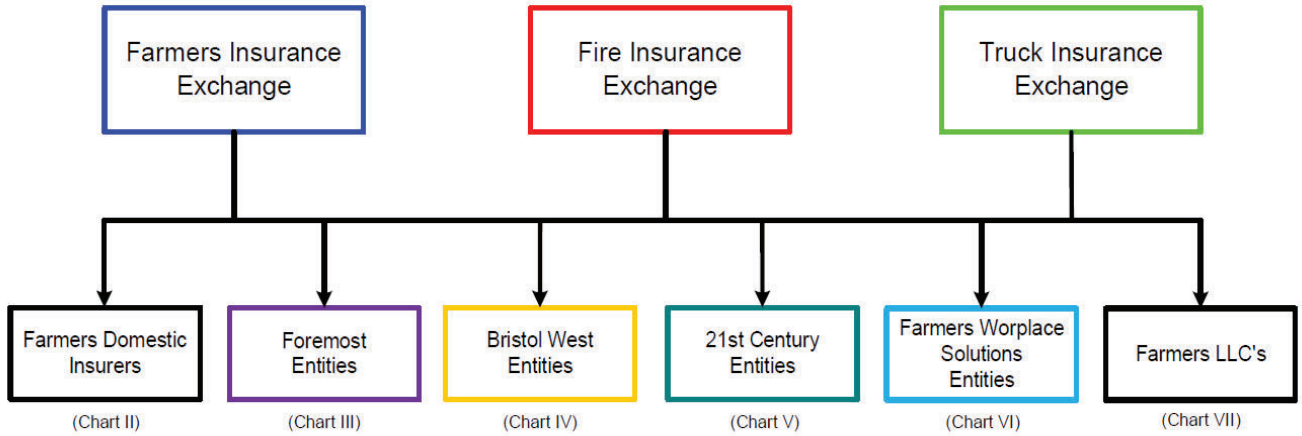 Farmers Insurance
Exchange
Fire Insurance
Exchange
Truck Insurance
Exchange
Farmers Domestic
Insurers
Foremost
Entities
Bristol West
Entities
21st Century
Entities
Farmers Worplace
Solutions
Entities
Farmers LLC's
(Chart II)
(Chart III)
(Chart IV)
(Chart V)
(Chart VI)
(Chart VII)